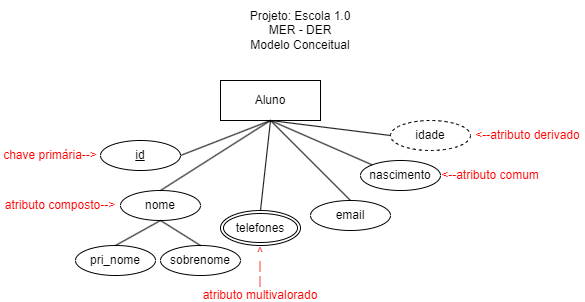 Projeto: Escola 1.0
MER - DER
Modelo Conceitual
Aluno
idade
<--atributo derivado
chave primária-->
id
nascimento
<--atributo comum
atributo composto-->
nome
telefones
email
pri_nome
sobrenome
atributo multivalorado